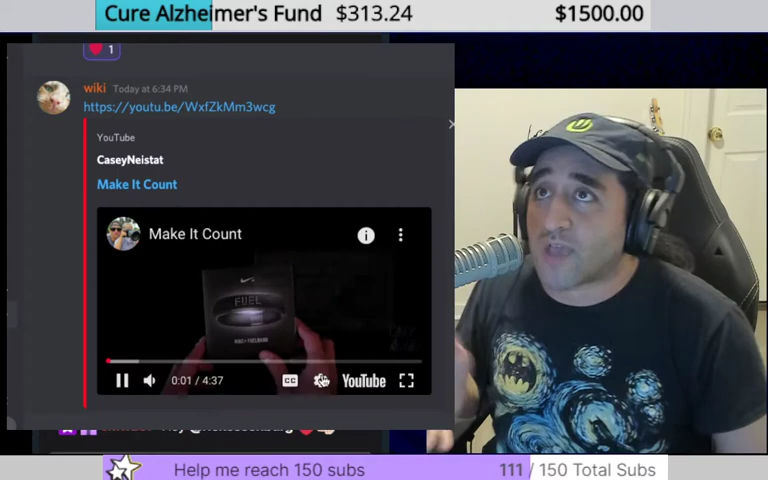 Cure Alzheimer's Fund $313.24 $1500.00
1
wiki Today at 6:34 PM
https://youtu.be/WxfZkMm3wcg
YouTube
CaseyNeistat
Make It Count
Make It Count
FUEL
0:01 / 4:37
CC
YouTube
Help me reach 150 subs 111 / 150 Total Subs